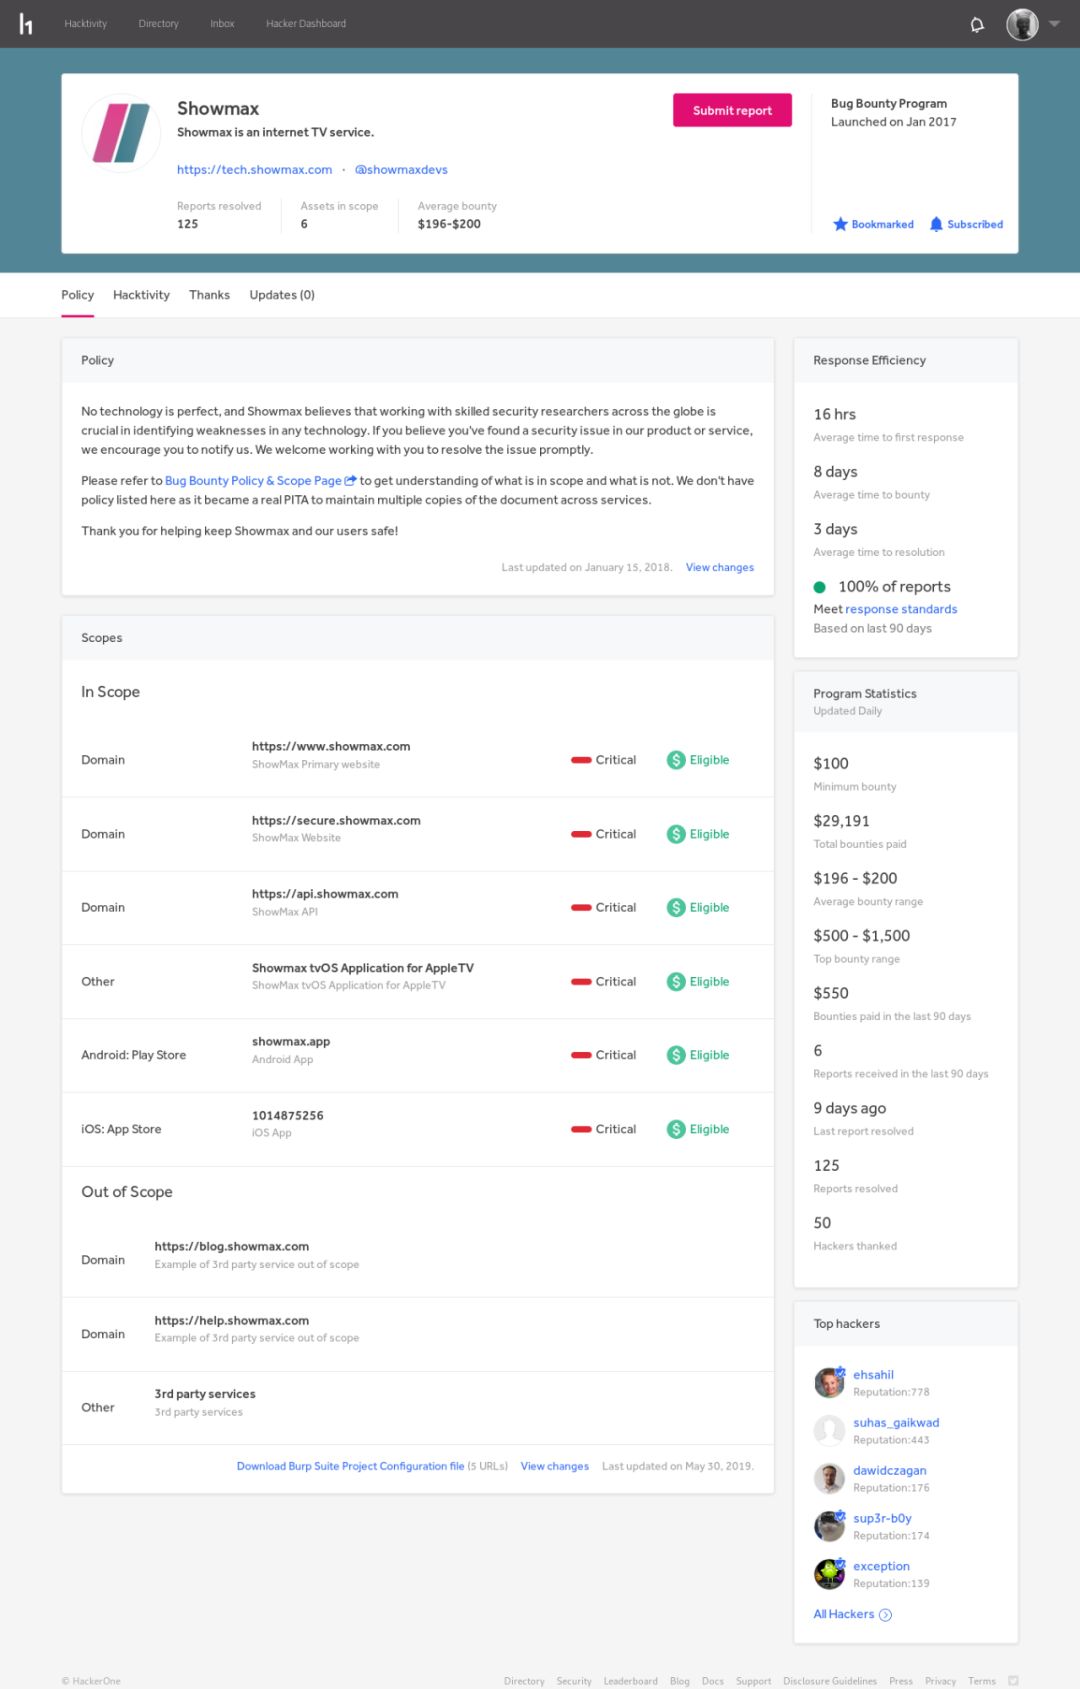 h1
Hacktivity
Directory
Inbox
Hacker Dashboard
Showmax
Showmax is an internet TV service.
https://tech.showmax.com · @showmaxdevs
Reports resolved
125
Assets in scope
6
Average bounty
$196-$200
Submit report
Bug Bounty Program
Launched on Jan 2017
Bookmarked
Subscribed
Policy
Hacktivity
Thanks
Updates (0)
Policy
No technology is perfect, and Showmax believes that working with skilled security researchers across the globe is
crucial in identifying weaknesses in any technology. If you believe you've found a security issue in our product or service,
we encourage you to notify us. We welcome working with you to resolve the issue promptly.
Please refer to Bug Bounty Policy & Scope Page to get understanding of what is in scope and what is not. We don't have
policy listed here as it became a real PITA to maintain multiple copies of the document across services.
Thank you for helping keep Showmax and our users safe!
Last updated on January 15, 2018. View changes
Scopes
In Scope
Domain
https://www.showmax.com
ShowMax Primary website
Critical
$ Eligible
Domain
https://secure.showmax.com
ShowMax Website
Critical
$ Eligible
Domain
https://api.showmax.com
ShowMax API
Critical
$ Eligible
Other
Showmax tvOS Application for AppleTV
ShowMax tvOS Application for AppleTV
Critical
$ Eligible
Android: Play Store
showmax.app
Android App
Critical
$ Eligible
iOS: App Store
1014875256
iOS App
Critical
$ Eligible
Out of Scope
Domain
https://blog.showmax.com
Example of 3rd party service out of scope
Domain
https://help.showmax.com
Example of 3rd party service out of scope
Other
3rd party services
3rd party services
Download Burp Suite Project Configuration file (5 URLs) View changes Last updated on May 30, 2019.
Response Efficiency
16 hrs
Average time to first response
8 days
Average time to bounty
3 days
Average time to resolution
100% of reports
Meet response standards
Based on last 90 days
Program Statistics
Updated Daily
$100
Minimum bounty
$29,191
Total bounties paid
$196 - $200
Average bounty range
$500 - $1,500
Top bounty range
$550
Bounties paid in the last 90 days
6
Reports received in the last 90 days
9 days ago
Last report resolved
125
Reports resolved
50
Hackers thanked
Top hackers
ehsahil
Reputation:778
suhas_gaikwad
Reputation:443
dawidczagan
Reputation:176
sup3r-b0y
Reputation:174
exception
Reputation:139
All Hackers
© HackerOne
Directory Security Leaderboard Blog Docs Support Disclosure Guidelines Press Privacy Terms